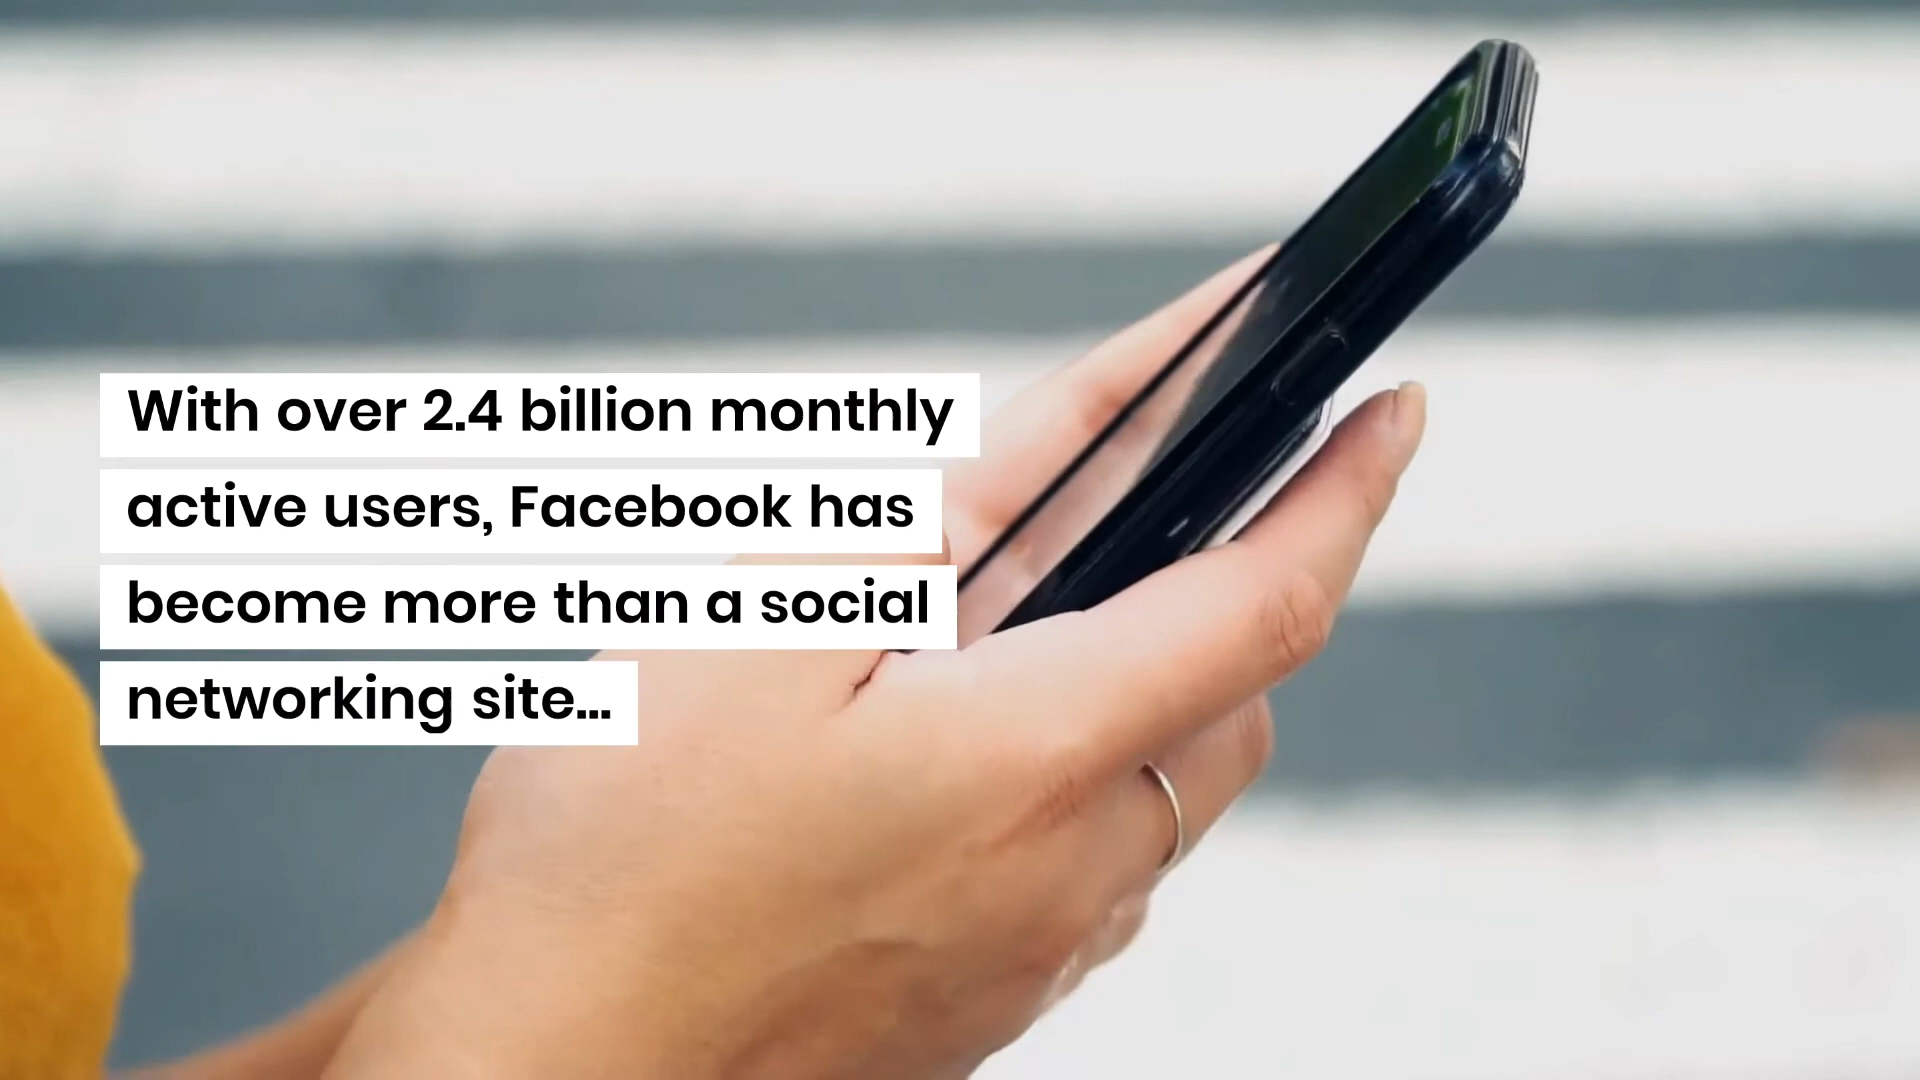 With over 2.4 billion monthly
active users, Facebook has
become more than a social
networking site...